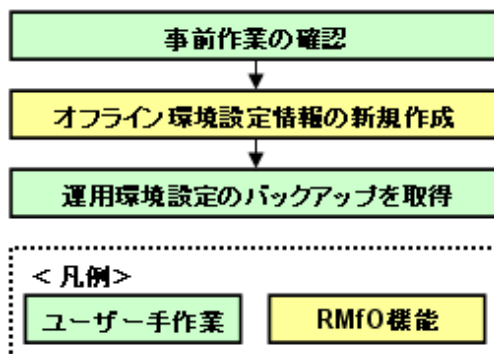 事前作業の確認
オフライン環境設定情報の新規作成
運用環境設定のバックアップを取得
<凡例>
ユーザー手作業
RMfO機能